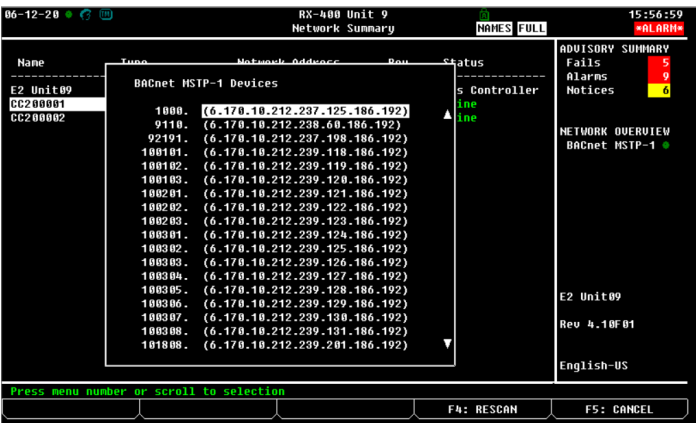 06-12-20 RX-400 Unit 9 15:56:59
Network Summary NAMES FULL *ALARM*
Name Type Network Address Rev Status
E2 Unit09 s Controller
CC200001 ine
CC200002 ine
BACnet MSTP-1 Devices
1000. (6.170.10.212.237.125.186.192)
9110. (6.170.10.212.238.60.186.192)
92191. (6.170.10.212.237.198.186.192)
100101. (6.170.10.212.239.118.186.192)
100102. (6.170.10.212.239.119.186.192)
100103. (6.170.10.212.239.120.186.192)
100201. (6.170.10.212.239.121.186.192)
100202. (6.170.10.212.239.122.186.192)
100203. (6.170.10.212.239.123.186.192)
100301. (6.170.10.212.239.124.186.192)
100302. (6.170.10.212.239.125.186.192)
100303. (6.170.10.212.239.126.186.192)
100304. (6.170.10.212.239.127.186.192)
100305. (6.170.10.212.239.128.186.192)
100306. (6.170.10.212.239.129.186.192)
100307. (6.170.10.212.239.130.186.192)
100308. (6.170.10.212.239.131.186.192)
101808. (6.170.10.212.239.201.186.192)
ADVISORY SUMMARY
Fails 5
Alarms 9
Notices 6
NETWORK OVERVIEW
BACnet MSTP-1
E2 Unit09
Rev 4.10F01
English-US
Press menu number or scroll to selection
F4: RESCAN F5: CANCEL